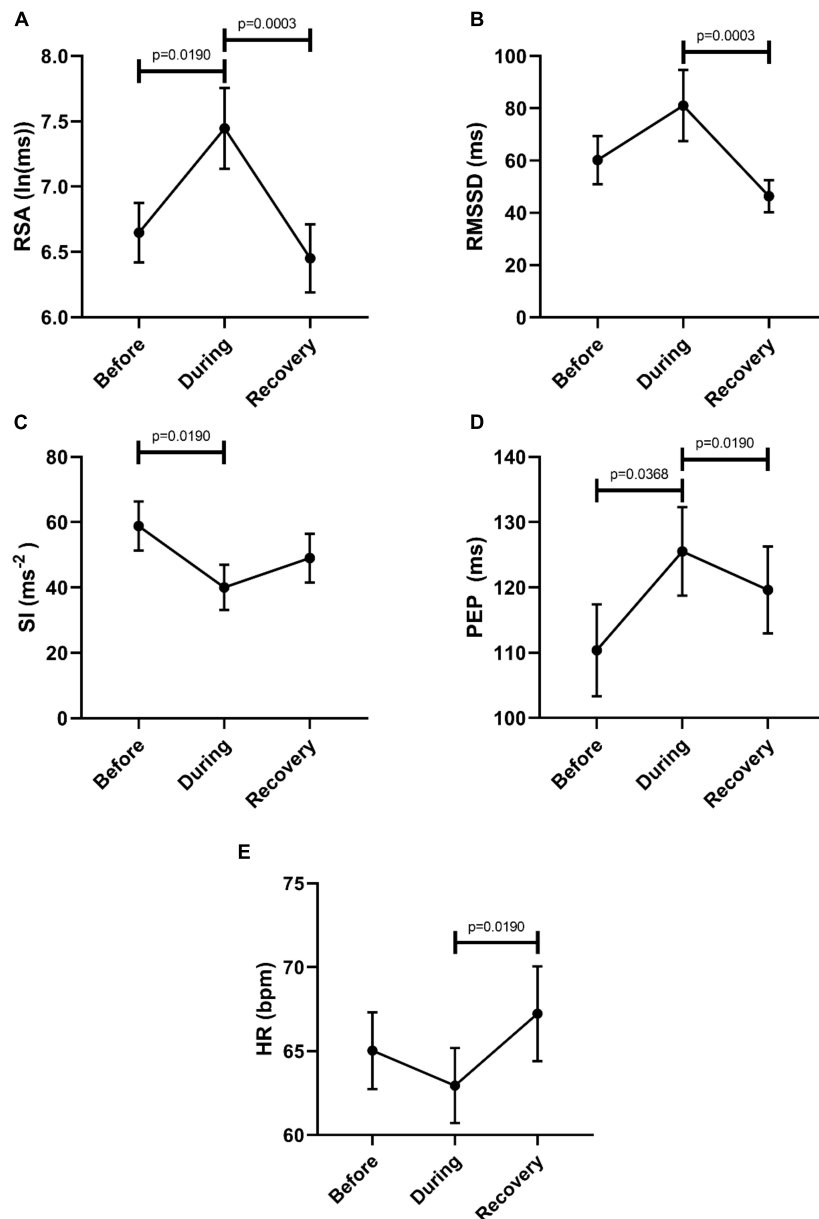 A
p=0.0003
p=0.0190
8.0
7.5
7.0
6.5
6.0
RSA (ln(ms))
Before
During
Recovery
B
p=0.0003
100
80
60
40
20
0
RMSSD (ms)
Before
During
Recovery
C
p=0.0190
80
60
40
20
0
SI (ms⁻²)
Before
During
Recovery
D
p=0.0190
p=0.0368
140
130
120
110
100
PEP (ms)
Before
During
Recovery
E
p=0.0190
75
70
65
60
HR (bpm)
Before
During
Recovery